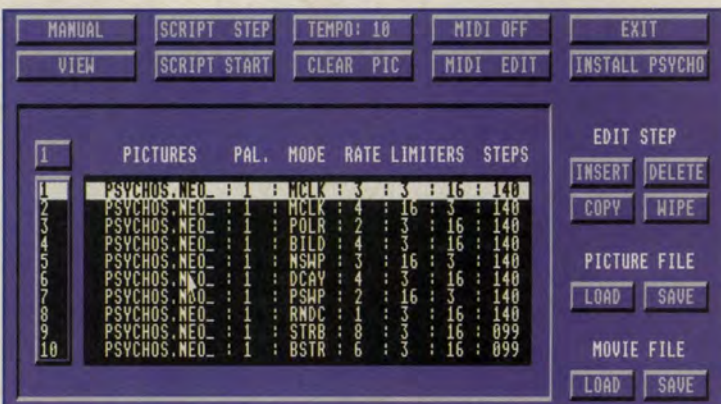 MANUAL SCRIPT STEP TEMPO: 10 MIDI OFF EXIT
VIEW SCRIPT START CLEAR PIC MIDI EDIT INSTALL PSYCHO
1 PICTURES PAL. MODE RATE LIMITERS STEPS
1 PSYCHOS.NEO_ : 1 : MCLK : 3 : 3 : 16 : 140
2 PSYCHOS.NEO_ : 1 : MCLK : 4 : 16 : 3 : 140
3 PSYCHOS.NEO_ : 1 : POLR : 2 : 3 : 16 : 140
4 PSYCHOS.NEO_ : 1 : BILD : 4 : 3 : 16 : 140
5 PSYCHOS.NEO_ : 1 : NSWP : 3 : 16 : 3 : 140
6 PSYCHOS.NEO_ : 1 : DCAY : 4 : 3 : 16 : 140
7 PSYCHOS.NEO_ : 1 : PSWP : 2 : 16 : 3 : 140
8 PSYCHOS.NEO_ : 1 : RNDC : 1 : 3 : 16 : 140
9 PSYCHOS.NEO_ : 1 : STRB : 8 : 3 : 16 : 099
10 PSYCHOS.NEO_ : 1 : BSTR : 6 : 3 : 16 : 099
EDIT STEP
INSERT DELETE
COPY WIPE
PICTURE FILE
LOAD SAVE
MOVIE FILE
LOAD SAVE